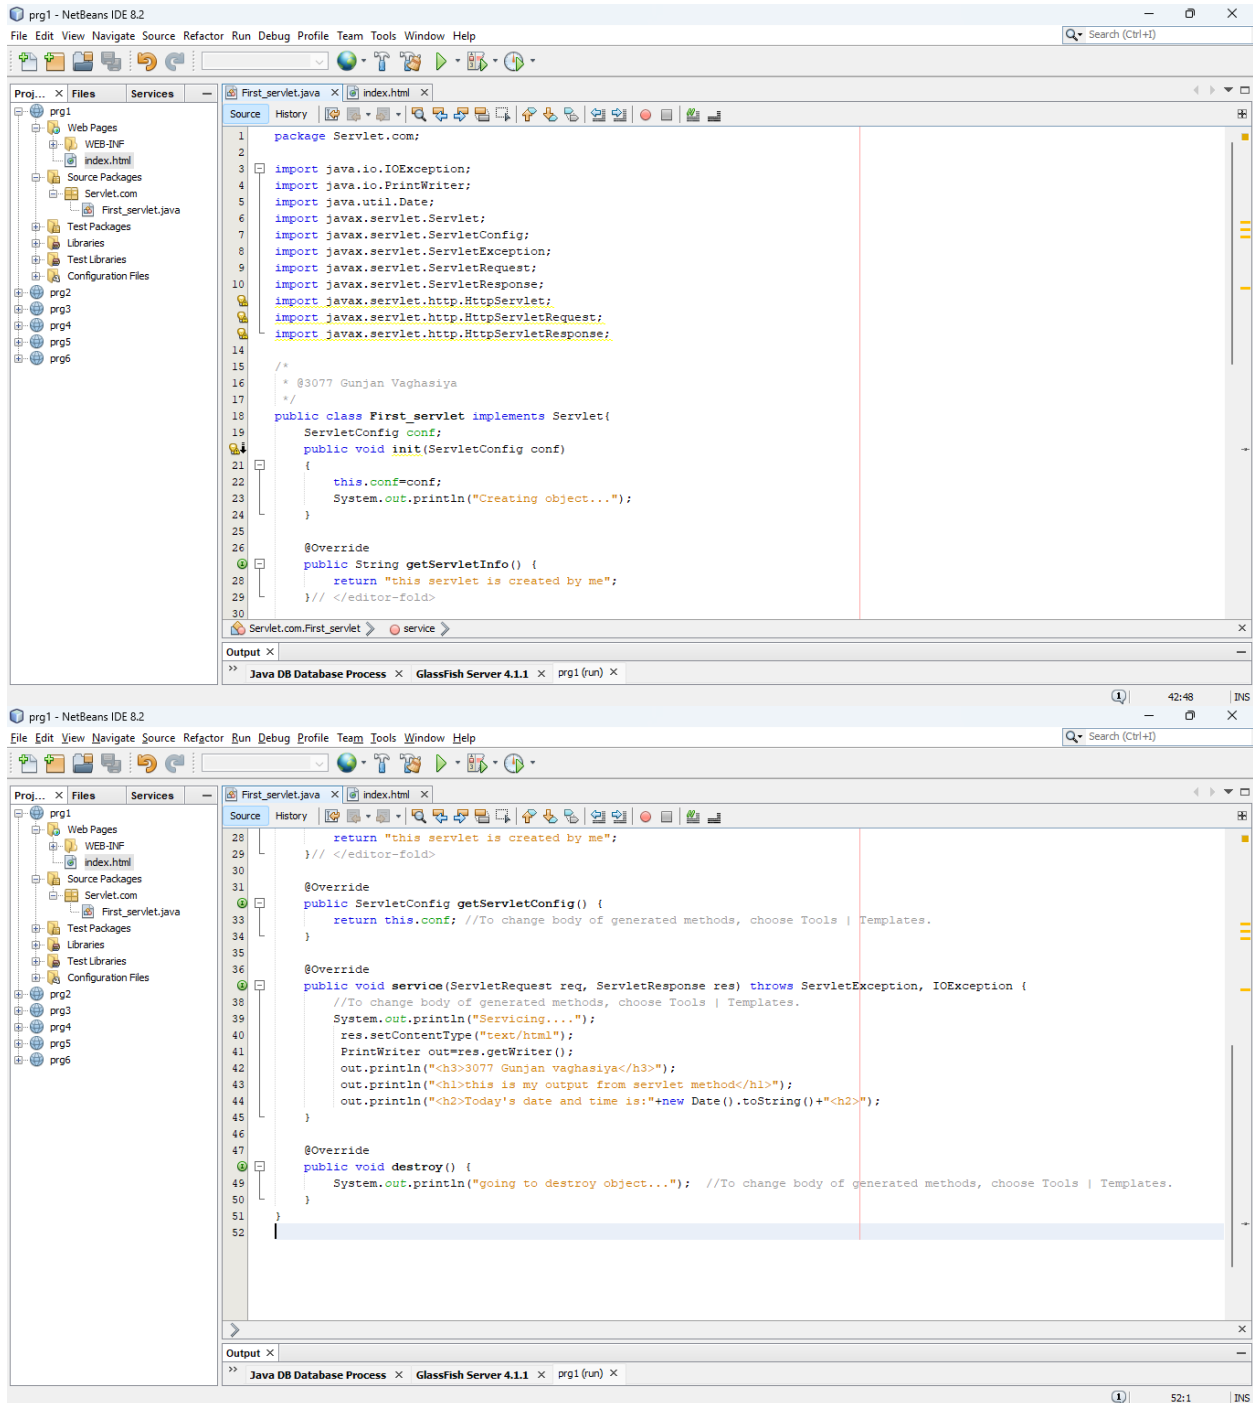 prg1 - NetBeans IDE 8.2
File Edit View Navigate Source Refactor Run Debug Profile Team Tools Window Help
Search (Ctrl+I)
Proj... Files Services
prg1
Web Pages
WEB-INF
index.html
Source Packages
Servlet.com
First_servlet.java
Test Packages
Libraries
Test Libraries
Configuration Files
prg2
prg3
prg4
prg5
prg6
First_servlet.java index.html
Source History
1 package Servlet.com;
2
3 import java.io.IOException;
4 import java.io.PrintWriter;
5 import java.util.Date;
6 import javax.servlet.Servlet;
7 import javax.servlet.ServletConfig;
8 import javax.servlet.ServletException;
9 import javax.servlet.ServletRequest;
10 import javax.servlet.ServletResponse;
import javax.servlet.http.HttpServlet;
import javax.servlet.http.HttpServletRequest;
import javax.servlet.http.HttpServletResponse;
14
15 /*
16 * @3077 Gunjan Vaghasiya
17 */
18 public class First_servlet implements Servlet{
19 ServletConfig conf;
public void init(ServletConfig conf)
21 {
22 this.conf=conf;
23 System.out.println("Creating object...");
24 }
25
26 @Override
public String getServletInfo() {
28 return "this servlet is created by me";
29 }// </editor-fold>
30
Servlet.com.First_servlet service
Output
Java DB Database Process GlassFish Server 4.1.1 prg1 (run)
1 42:48 INS
prg1 - NetBeans IDE 8.2
File Edit View Navigate Source Refactor Run Debug Profile Team Tools Window Help
Search (Ctrl+I)
Proj... Files Services
prg1
Web Pages
WEB-INF
index.html
Source Packages
Servlet.com
First_servlet.java
Test Packages
Libraries
Test Libraries
Configuration Files
prg2
prg3
prg4
prg5
prg6
First_servlet.java index.html
Source History
28 return "this servlet is created by me";
29 }// </editor-fold>
30
31 @Override
public ServletConfig getServletConfig() {
33 return this.conf; //To change body of generated methods, choose Tools | Templates.
34 }
35
36 @Override
public void service(ServletRequest req, ServletResponse res) throws ServletException, IOException {
38 //To change body of generated methods, choose Tools | Templates.
39 System.out.println("Servicing....");
40 res.setContentType("text/html");
41 PrintWriter out=res.getWriter();
42 out.println("<h3>3077 Gunjan vaghasiya</h3>");
43 out.println("<h1>this is my output from servlet method</h1>");
44 out.println("<h2>Today's date and time is:"+new Date().toString()+"<h2>");
45 }
46
47 @Override
public void destroy() {
49 System.out.println("going to destroy object..."); //To change body of generated methods, choose Tools | Templates.
50 }
51 }
52
Output
Java DB Database Process GlassFish Server 4.1.1 prg1 (run)
1 52:1 INS